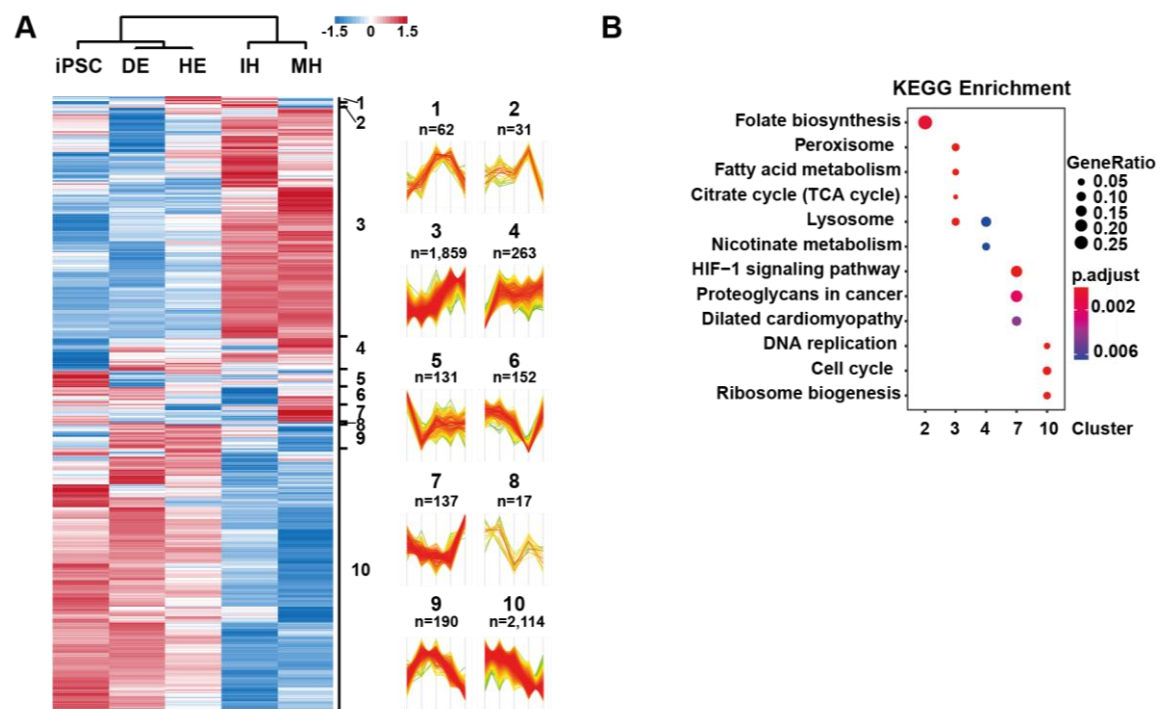 A
-1.5 0 1.5
iPSC DE HE IH MH
1
2
3
4
5
6
7
8
9
10
1
n=62
2
n=31
3
n=1,859
4
n=263
5
n=131
6
n=152
7
n=137
8
n=17
9
n=190
10
n=2,114
B
KEGG Enrichment
Folate biosynthesis
Peroxisome
Fatty acid metabolism
Citrate cycle (TCA cycle)
Lysosome
Nicotinate metabolism
HIF−1 signaling pathway
Proteoglycans in cancer
Dilated cardiomyopathy
DNA replication
Cell cycle
Ribosome biogenesis
2 3 4 7 10 Cluster
GeneRatio
0.05
0.10
0.15
0.20
0.25
p.adjust
0.002
0.006